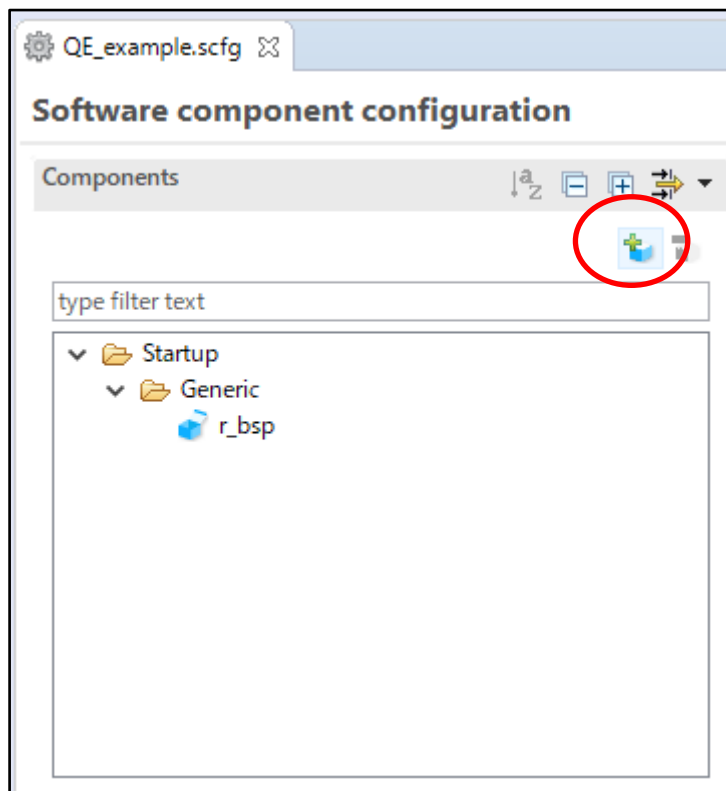 QE_example.scfg
Software component configuration
Components
type filter text
Startup
Generic
r_bsp